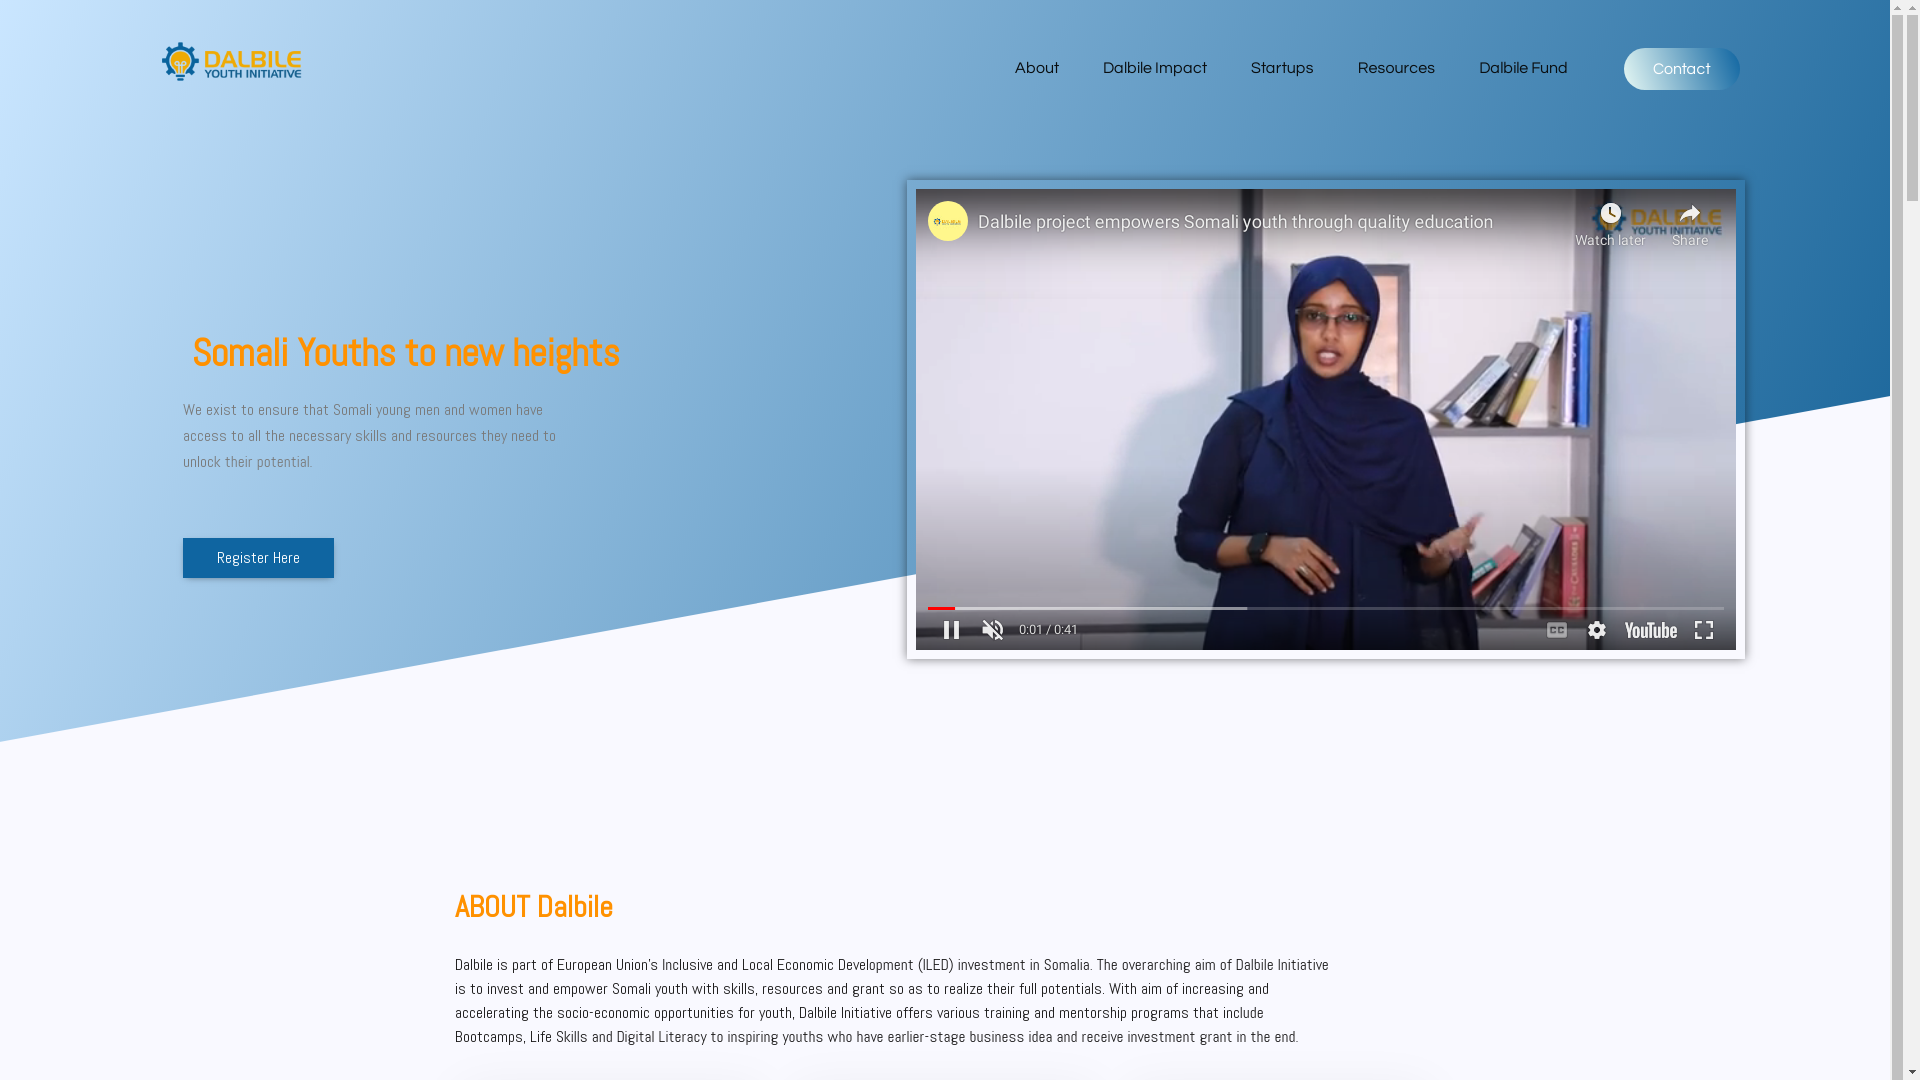 DALBILE
YOUTH INITIATIVE
About
Dalbile Impact
Startups
Resources
Dalbile Fund
Contact
Dalbile project empowers Somali youth through quality education
DALBILE
YOUTH INITIATIVE
Watch later
Share
Somali Youths to new heights
We exist to ensure that Somali young men and women have
access to all the necessary skills and resources they need to
unlock their potential.
Register Here
0:01 / 0:41
CC
YouTube
ABOUT Dalbile
Dalbile is part of European Union's Inclusive and Local Economic Development (ILED) investment in Somalia. The overarching aim of Dalbile Initiative
is to invest and empower Somali youth with skills, resources and grant so as to realize their full potentials. With aim of increasing and
accelerating the socio-economic opportunities for youth, Dalbile Initiative offers various training and mentorship programs that include
Bootcamps, Life Skills and Digital Literacy to inspiring youths who have earlier-stage business idea and receive investment grant in the end.